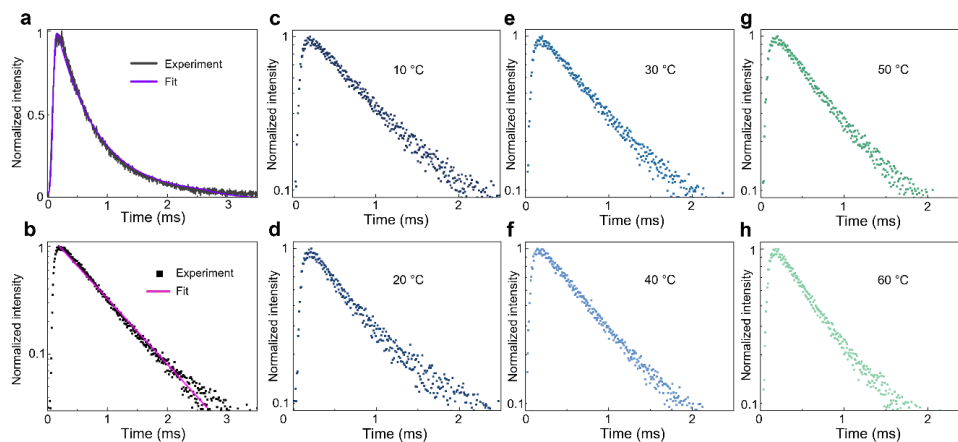 a
Normalized intensity
1
0.5
0
Experiment
Fit
0 1 2 3
Time (ms)
c
Normalized intensity
1
0.1
10 °C
0 1 2
Time (ms)
e
Normalized intensity
1
0.1
30 °C
0 1 2
Time (ms)
g
Normalized intensity
1
0.1
50 °C
0 1 2
Time (ms)
b
Normalized intensity
1
0.1
Experiment
Fit
0 1 2 3
Time (ms)
d
Normalized intensity
1
0.1
20 °C
0 1 2
Time (ms)
f
Normalized intensity
1
0.1
40 °C
0 1 2
Time (ms)
h
Normalized intensity
1
0.1
60 °C
0 1 2
Time (ms)